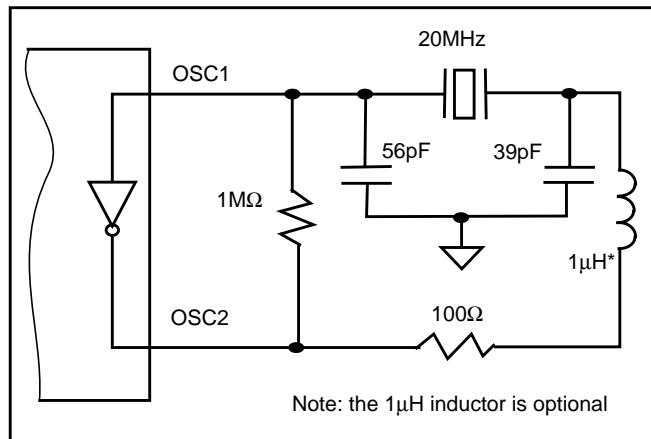 20MHz
OSC1
56pF
39pF
1MΩ
1μH*
OSC2
100Ω
Note: the 1μH inductor is optional